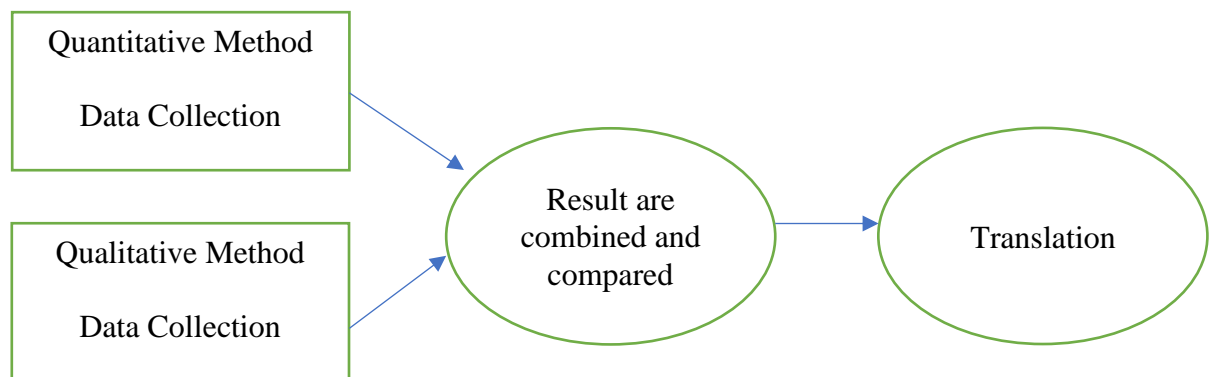 Quantitative Method
Data Collection
Qualitative Method
Data Collection
Result are
combined and
compared
Translation